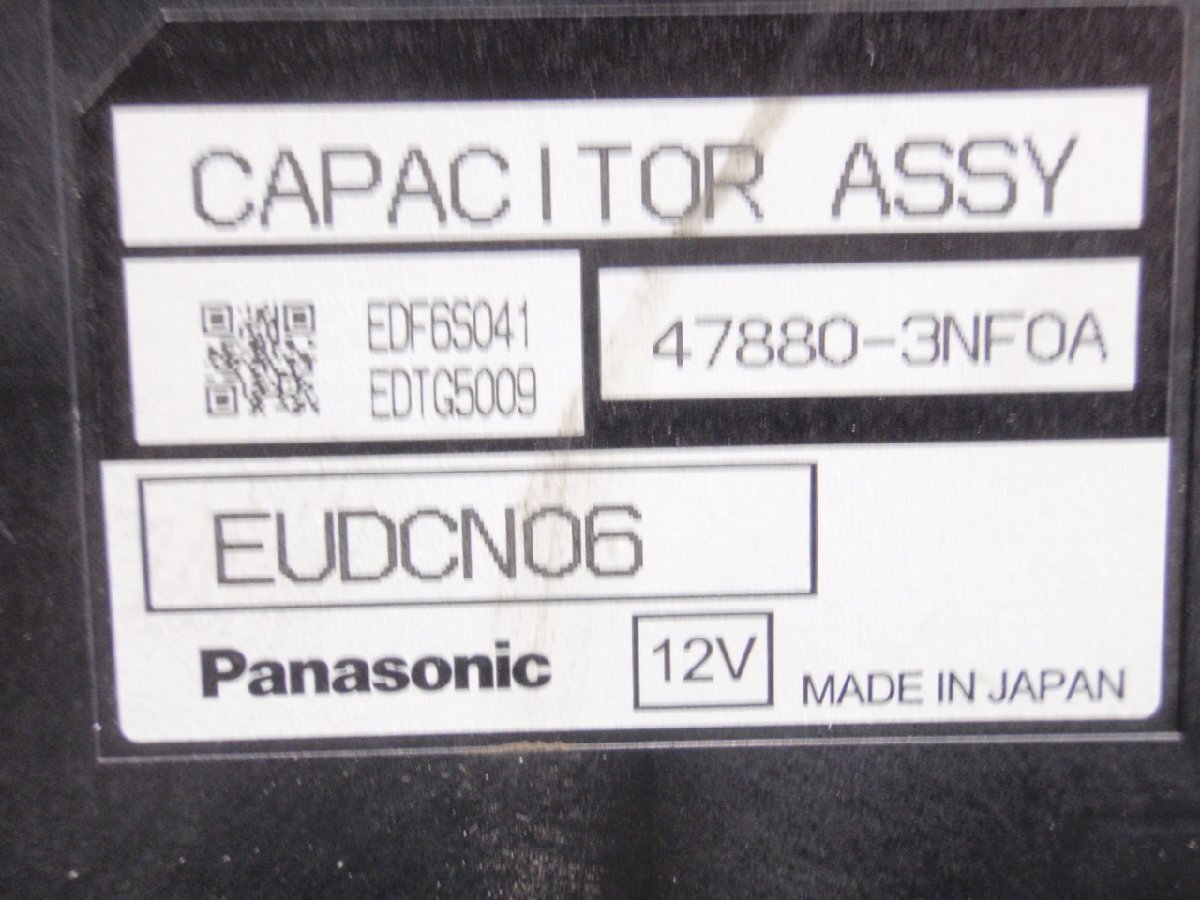 CAPACITOR ASSY
EDF6S041
EDTG5009
47880-3NF0A
EUDCN06
Panasonic
12V
MADE IN JAPAN